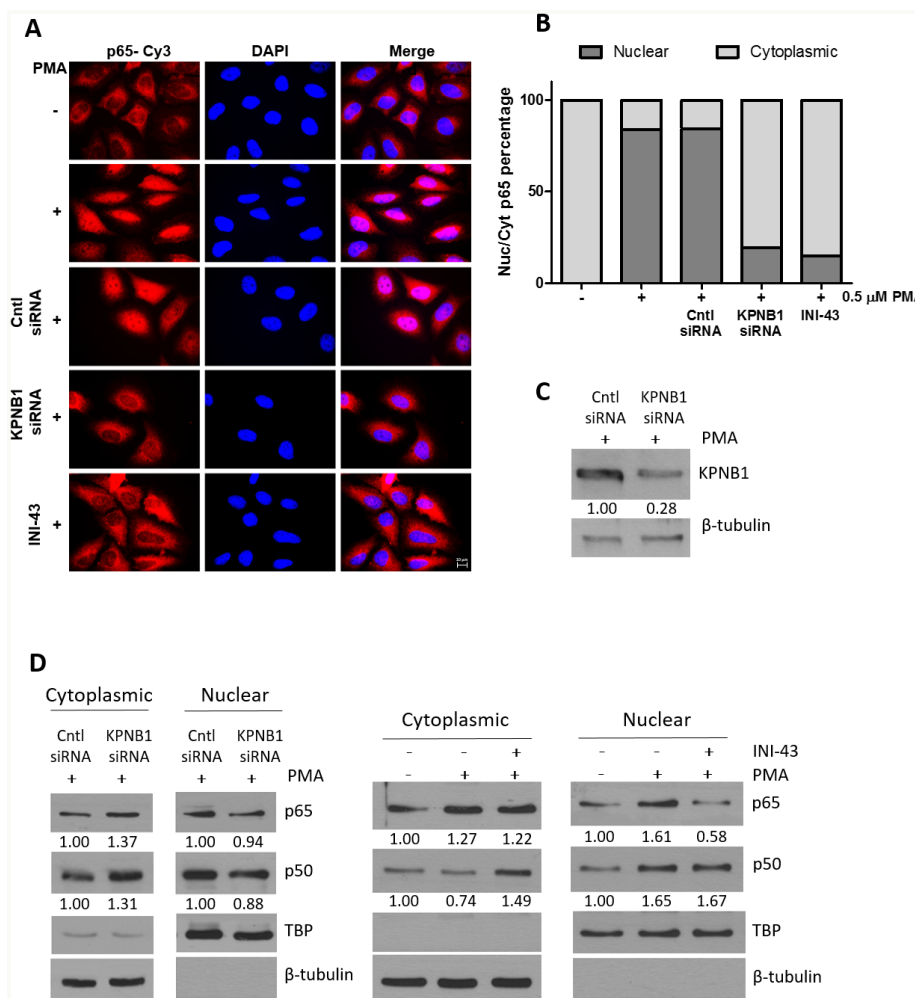 A
p65- Cy3 DAPI Merge
PMA
-
+
Cntl siRNA +
KPNB1 siRNA +
INI-43 +
B
Nuclear Cytoplasmic
Nuc/Cyt p65 percentage
100
50
0
- + + + + 0.5 μM PMA
Cntl siRNA KPNB1 siRNA INI-43
C
Cntl siRNA KPNB1 siRNA
+ + PMA
KPNB1
1.00 0.28
β-tubulin
D
Cytoplasmic Nuclear
Cntl siRNA KPNB1 siRNA Cntl siRNA KPNB1 siRNA
+ + + + PMA
p65
1.00 1.37 1.00 0.94
p50
1.00 1.31 1.00 0.88
TBP
β-tubulin
Cytoplasmic Nuclear
- - + - - + INI-43
- + + - + + PMA
p65
1.00 1.27 1.22 1.00 1.61 0.58
p50
1.00 0.74 1.49 1.00 1.65 1.67
TBP
β-tubulin